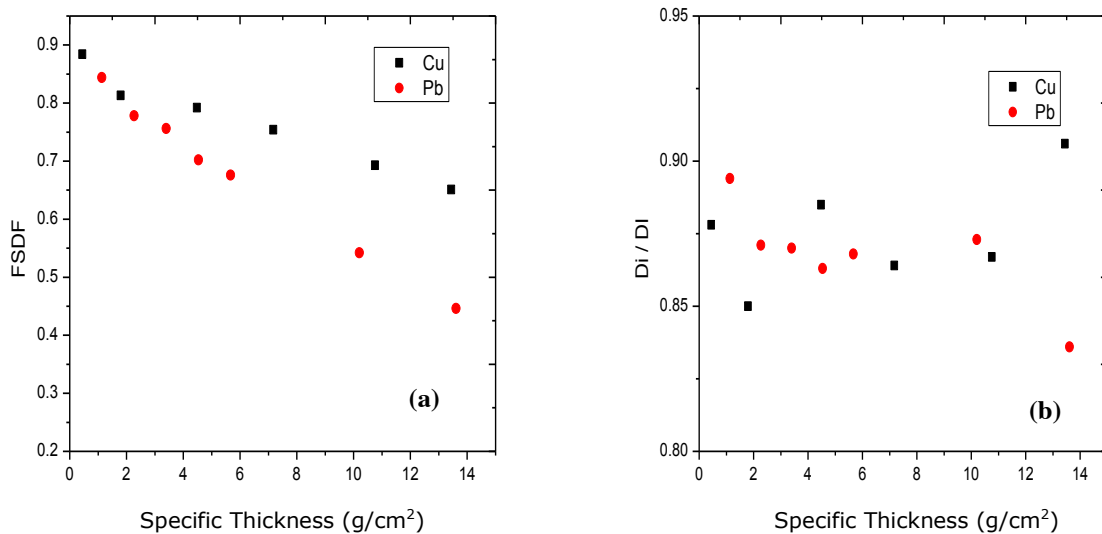 0.9
0.8
0.7
0.6
0.5
0.4
0.3
0.2
FSDF
Cu
Pb
(a)
0 2 4 6 8 10 12 14
Specific Thickness (g/cm²)
0.95
0.90
0.85
0.80
Di / DI
Cu
Pb
(b)
0 2 4 6 8 10 12 14
Specific Thickness (g/cm²)